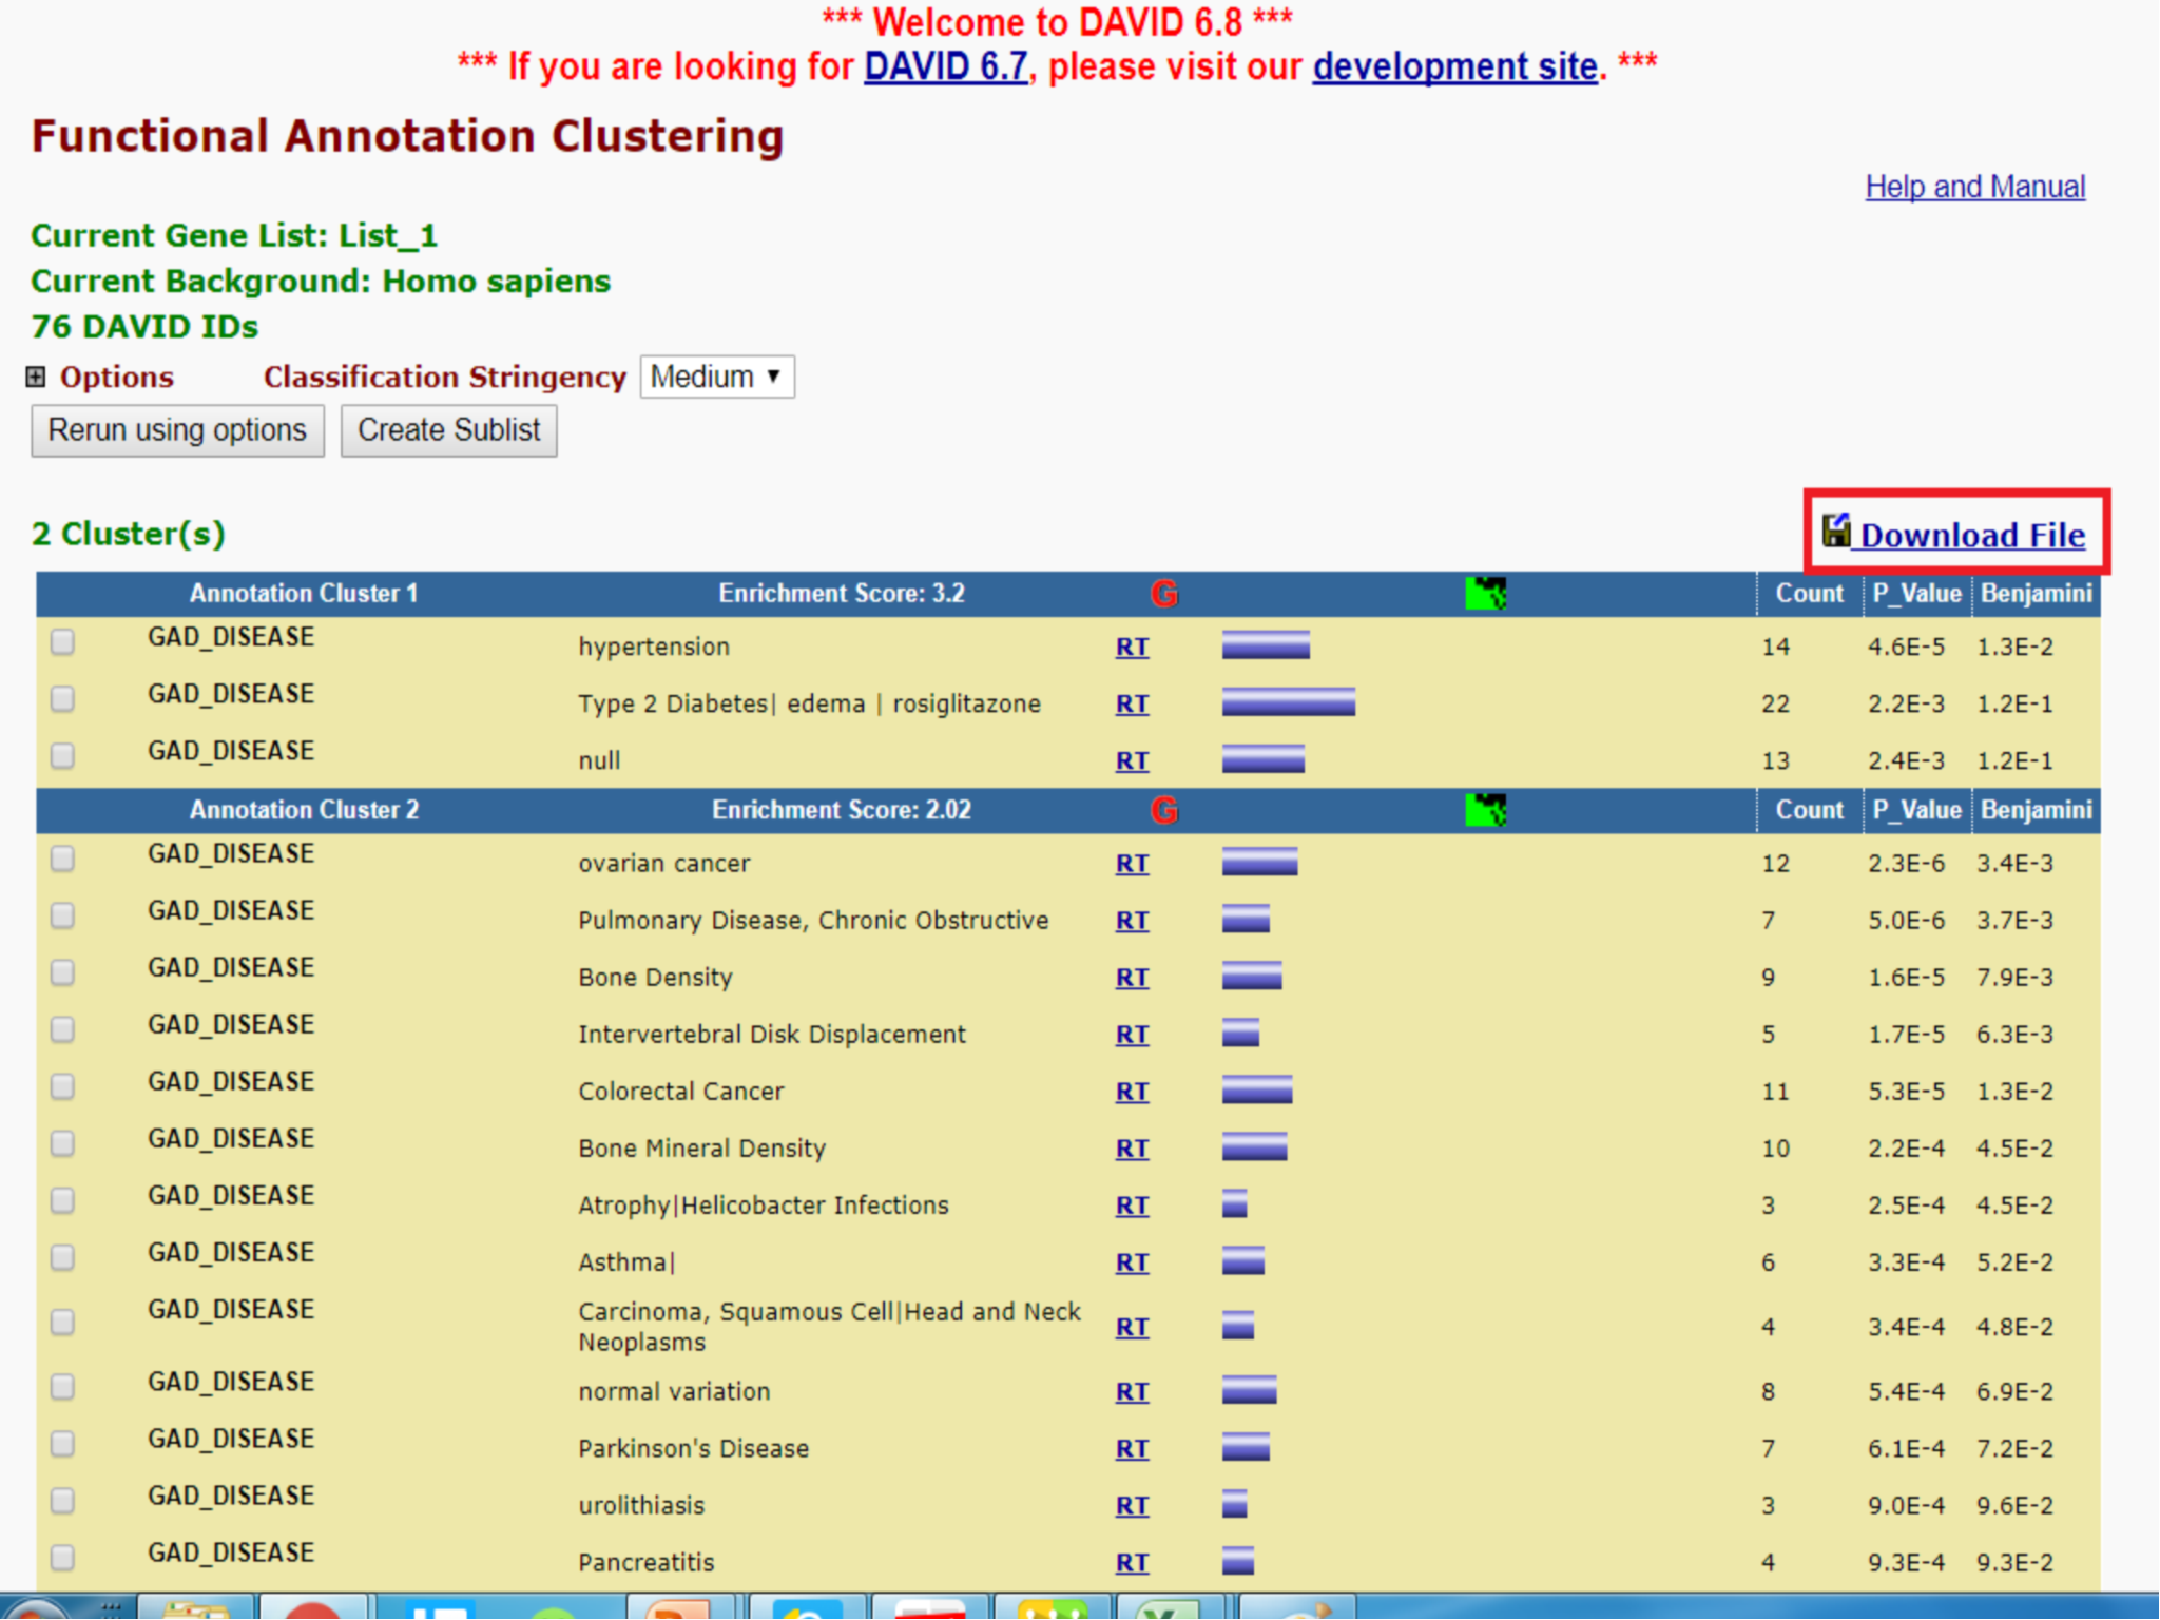 *** Welcome to DAVID 6.8 ***
*** If you are looking for DAVID 6.7, please visit our development site. ***
Functional Annotation Clustering
Help and Manual
Current Gene List: List_1
Current Background: Homo sapiens
76 DAVID IDs
Options Classification Stringency Medium
Rerun using options Create Sublist
2 Cluster(s) Download File
Annotation Cluster 1 Enrichment Score: 3.2 G Count P_Value Benjamini
GAD_DISEASE hypertension RT 14 4.6E-5 1.3E-2
GAD_DISEASE Type 2 Diabetes| edema | rosiglitazone RT 22 2.2E-3 1.2E-1
GAD_DISEASE null RT 13 2.4E-3 1.2E-1
Annotation Cluster 2 Enrichment Score: 2.02 G Count P_Value Benjamini
GAD_DISEASE ovarian cancer RT 12 2.3E-6 3.4E-3
GAD_DISEASE Pulmonary Disease, Chronic Obstructive RT 7 5.0E-6 3.7E-3
GAD_DISEASE Bone Density RT 9 1.6E-5 7.9E-3
GAD_DISEASE Intervertebral Disk Displacement RT 5 1.7E-5 6.3E-3
GAD_DISEASE Colorectal Cancer RT 11 5.3E-5 1.3E-2
GAD_DISEASE Bone Mineral Density RT 10 2.2E-4 4.5E-2
GAD_DISEASE Atrophy|Helicobacter Infections RT 3 2.5E-4 4.5E-2
GAD_DISEASE Asthma| RT 6 3.3E-4 5.2E-2
GAD_DISEASE Carcinoma, Squamous Cell|Head and Neck
Neoplasms RT 4 3.4E-4 4.8E-2
GAD_DISEASE normal variation RT 8 5.4E-4 6.9E-2
GAD_DISEASE Parkinson's Disease RT 7 6.1E-4 7.2E-2
GAD_DISEASE urolithiasis RT 3 9.0E-4 9.6E-2
GAD_DISEASE Pancreatitis RT 4 9.3E-4 9.3E-2